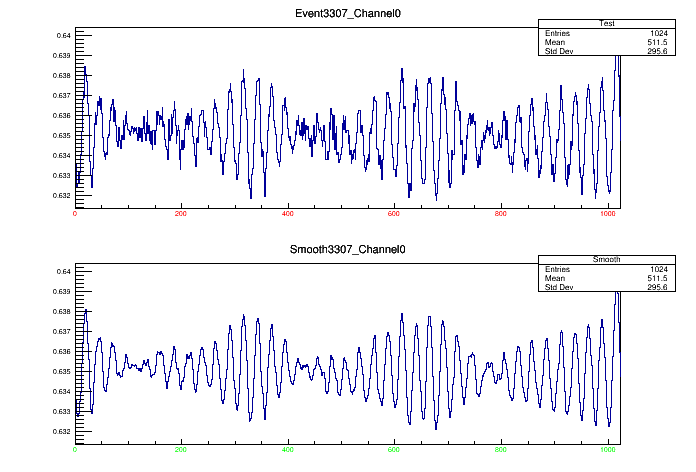 Event3307_Channel0
Test
Entries 1024
Mean 511.5
Std Dev 295.6
0.64
0.639
0.638
0.637
0.636
0.635
0.634
0.633
0.632
0 200 400 600 800 1000
Smooth3307_Channel0
Smooth
Entries 1024
Mean 511.5
Std Dev 295.6
0.64
0.639
0.638
0.637
0.636
0.635
0.634
0.633
0.632
0 200 400 600 800 1000